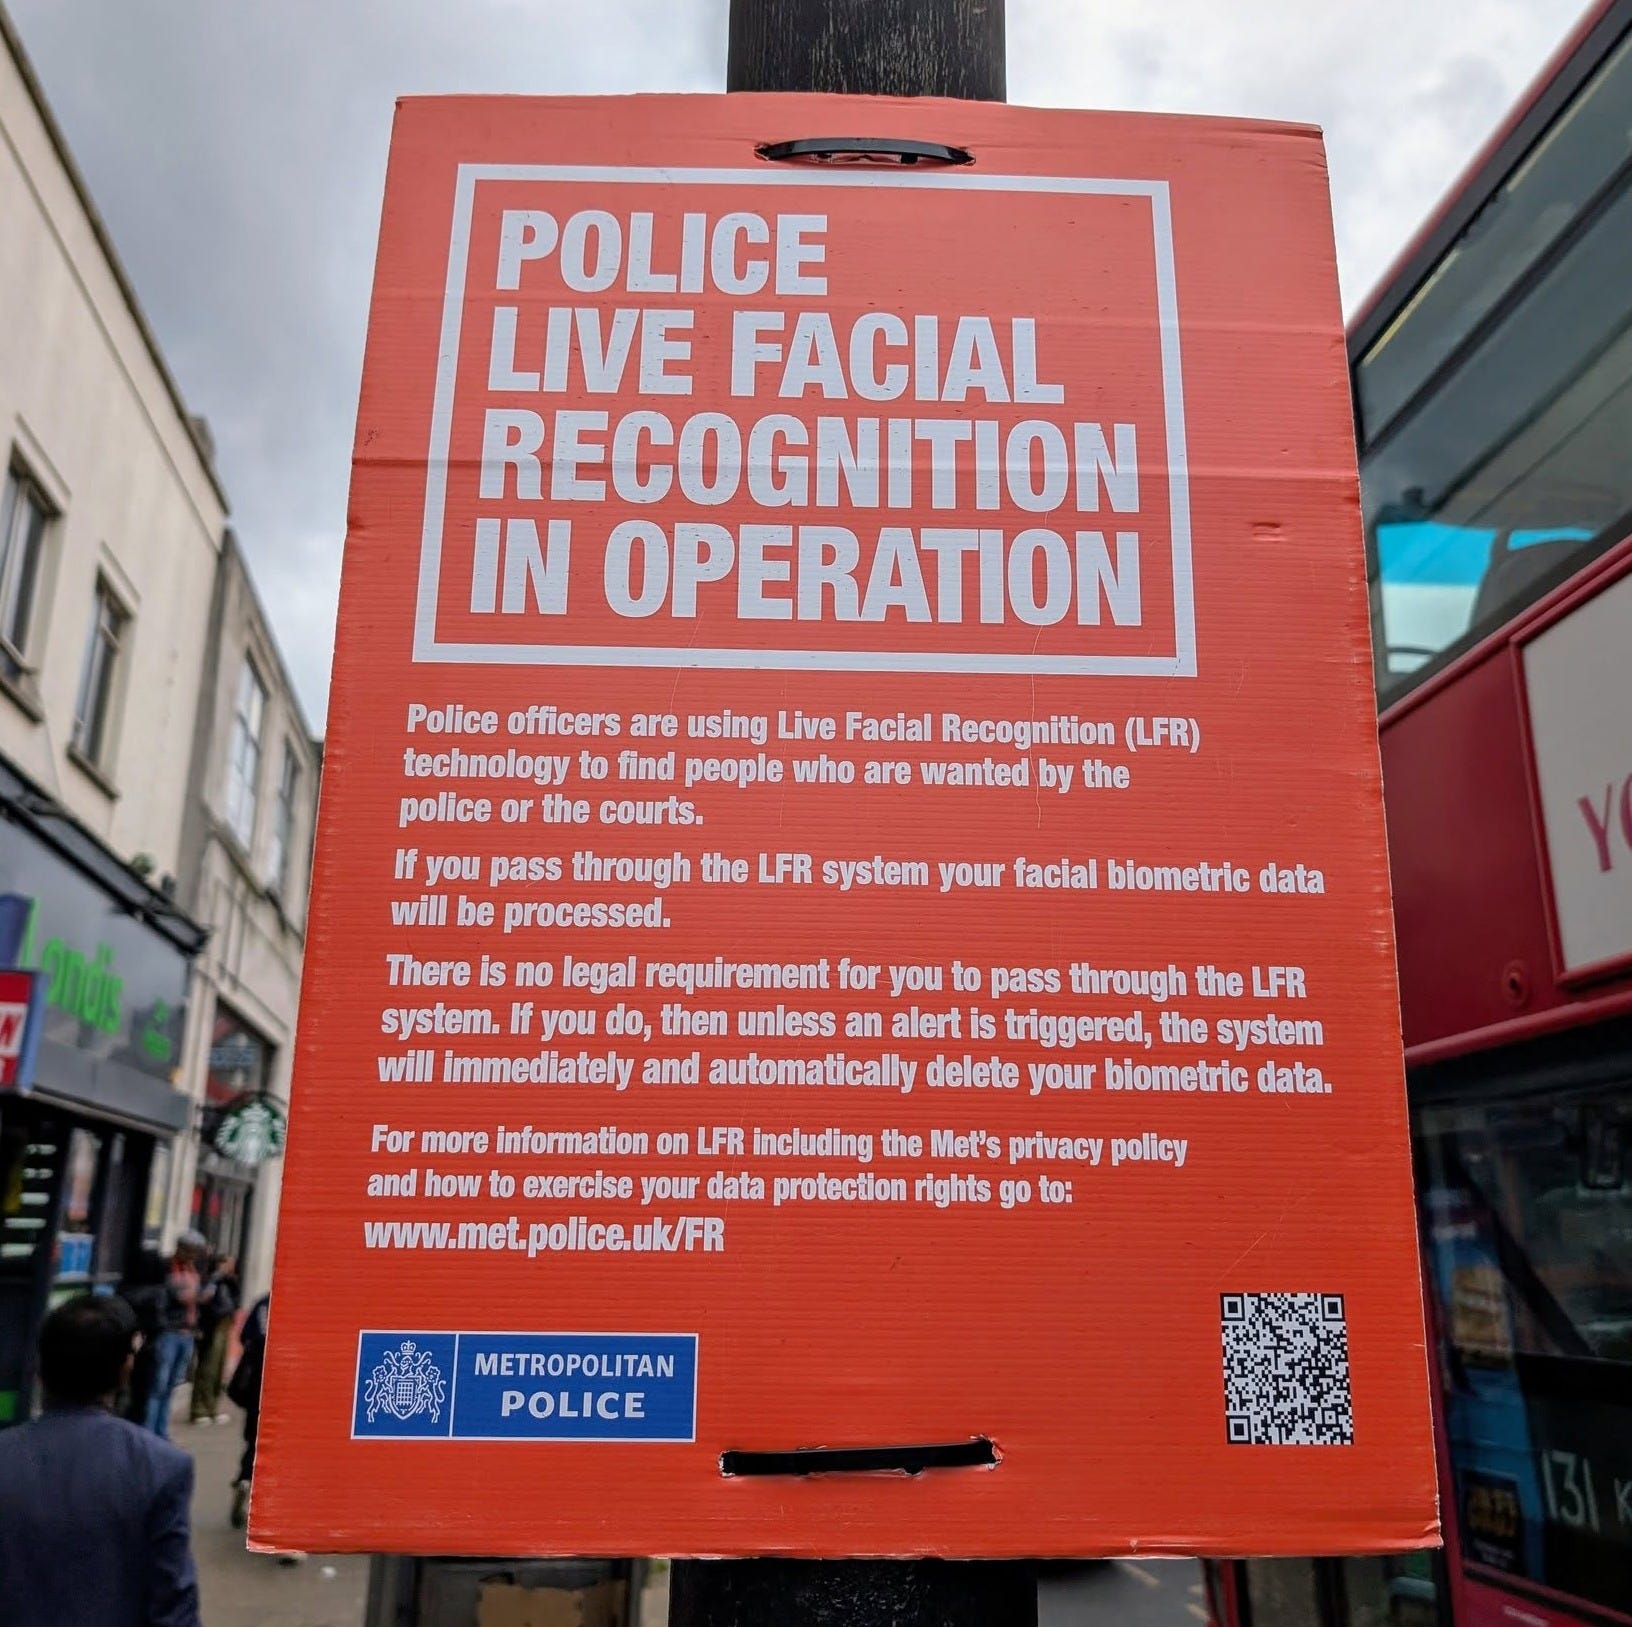 POLICE
LIVE FACIAL
RECOGNITION
IN OPERATION
Police officers are using Live Facial Recognition (LFR)
technology to find people who are wanted by the
police or the courts.
If you pass through the LFR system your facial biometric data
will be processed.
There is no legal requirement for you to pass through the LFR
system. If you do, then unless an alert is triggered, the system
will immediately and automatically delete your biometric data.
For more information on LFR including the Met's privacy policy
and how to exercise your data protection rights go to:
www.met.police.uk/FR
METROPOLITAN
POLICE
Londis
131